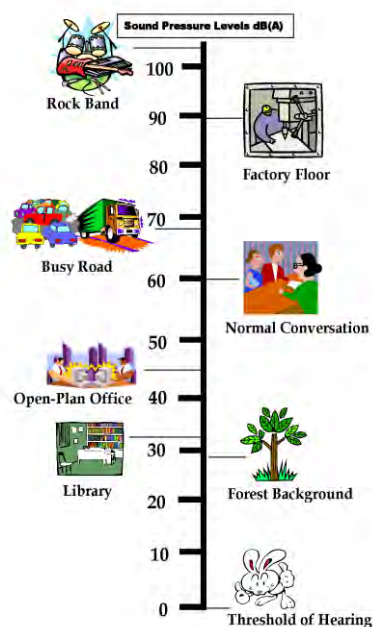 Sound Pressure Levels dB(A)
100
Rock Band
90
Factory Floor
80
70
Busy Road
60
Normal Conversation
50
Open-Plan Office
40
30
Library
Forest Background
20
10
0
Threshold of Hearing